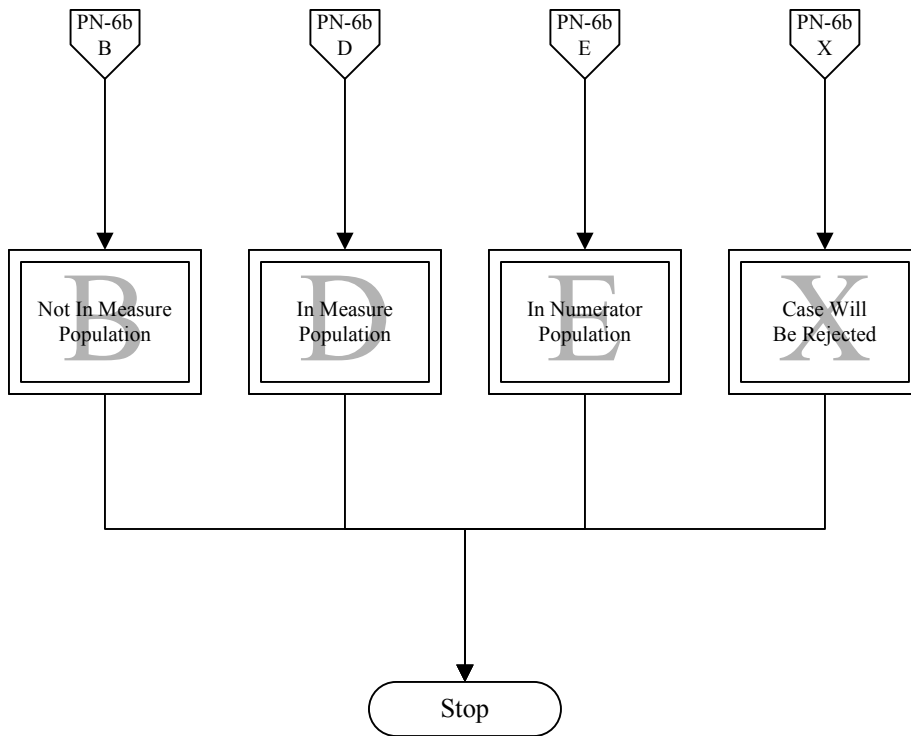 PN-6b
B
PN-6b
D
PN-6b
E
PN-6b
X
B
Not In Measure
Population
D
In Measure
Population
E
In Numerator
Population
X
Case Will
Be Rejected
Stop